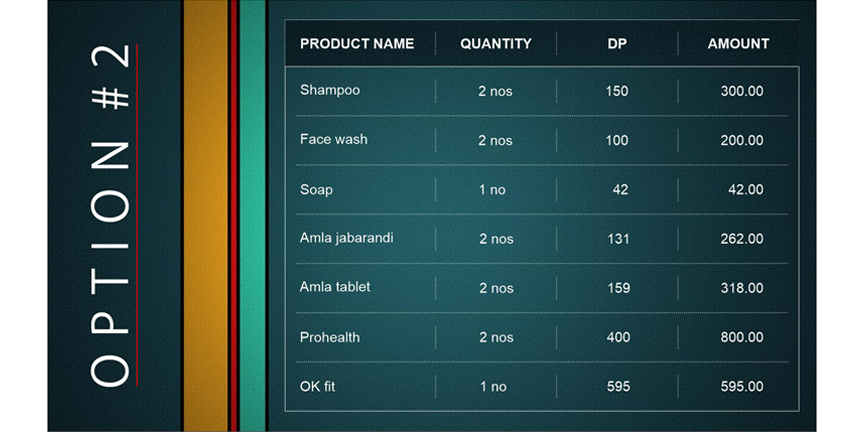 OPTION # 2
PRODUCT NAME QUANTITY DP AMOUNT
Shampoo 2 nos 150 300.00
Face wash 2 nos 100 200.00
Soap 1 no 42 42.00
Amla jabarandi 2 nos 131 262.00
Amla tablet 2 nos 159 318.00
Prohealth 2 nos 400 800.00
OK fit 1 no 595 595.00